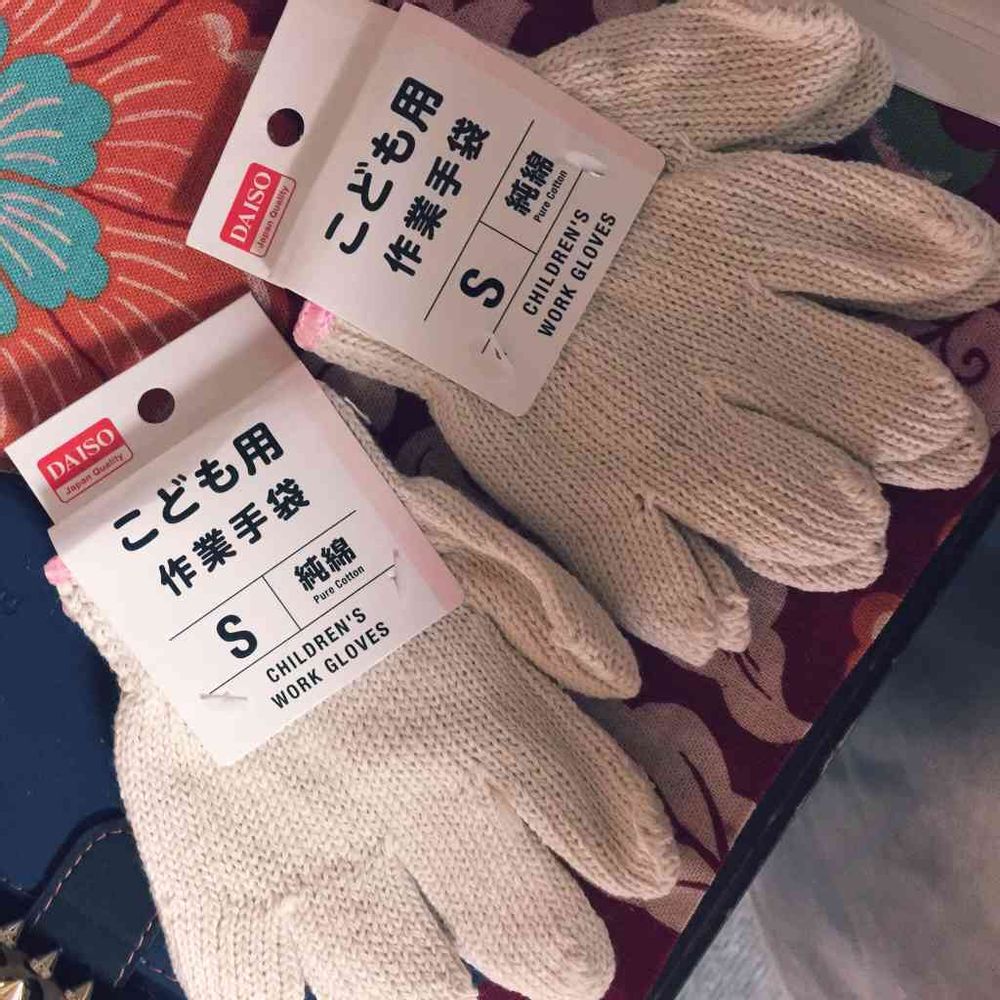 DAISO
Japan Quality
こども用
作業手袋
S
純綿
Pure Cotton
CHILDREN'S
WORK GLOVES
DAISO
Japan Quality
こども用
作業手袋
S
純綿
Pure Cotton
CHILDREN'S
WORK GLOVES